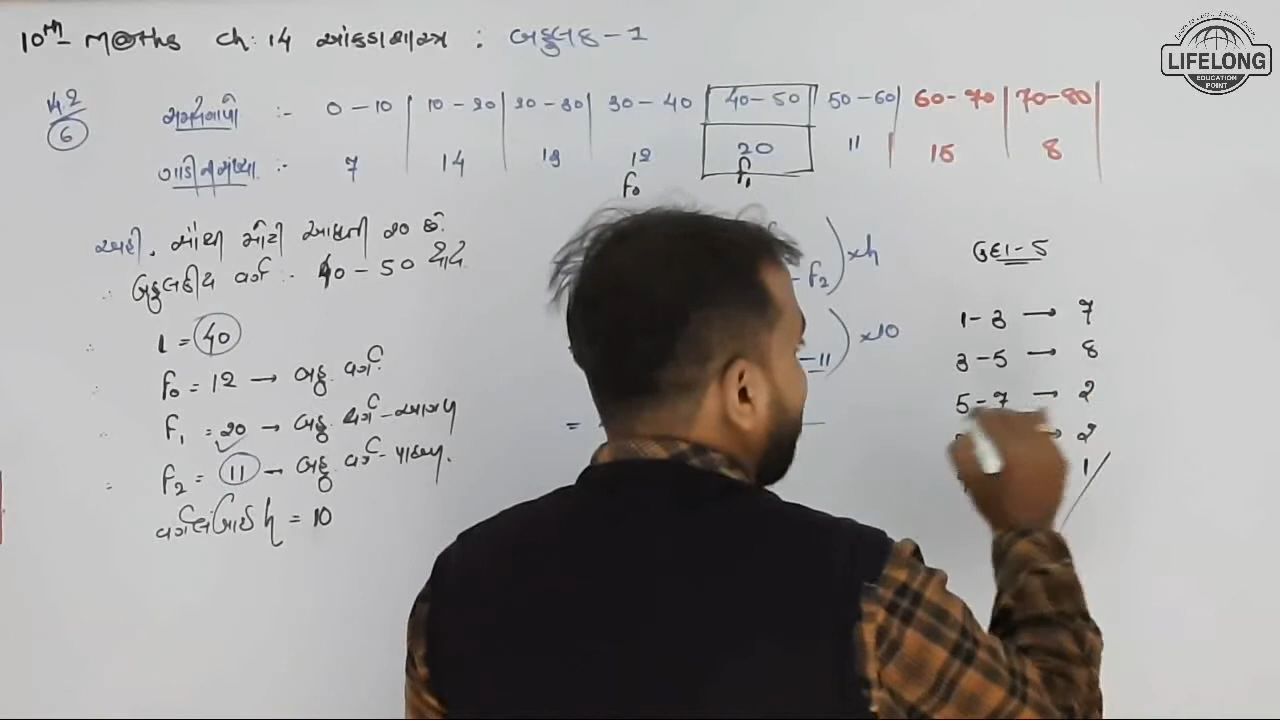 10th - Maths Ch: 14 આંકડાશાસ્ત્ર : બહુલક - 1
LIFELONG
EDUCATION
POINT
14.2
6
:- 0-10 10-20 20-30 30-40 40-50 50-60 60-70 70-80
ગાડીની સંખ્યા :- 7 14 13 12 20 11 15 8
f₀ f₁
અહી, સૌથી મોટી આવૃત્તી 20 છે.
∴ બહુલકીય વર્ગ 40-50 થાય
l = 40
f₀ = 12 → બહુ વર્ગ
f₁ = 20 → બહુ વર્ગ - આગળ
f₂ = 11 → બહુ વર્ગ - પાછળ.
વર્ગલંબાઈ h = 10
- f₂ ) × h
- 11 ) × 10
=
દા - 5
1-3 → 7
3-5 → 8
5-7 → 2
→ 2
1